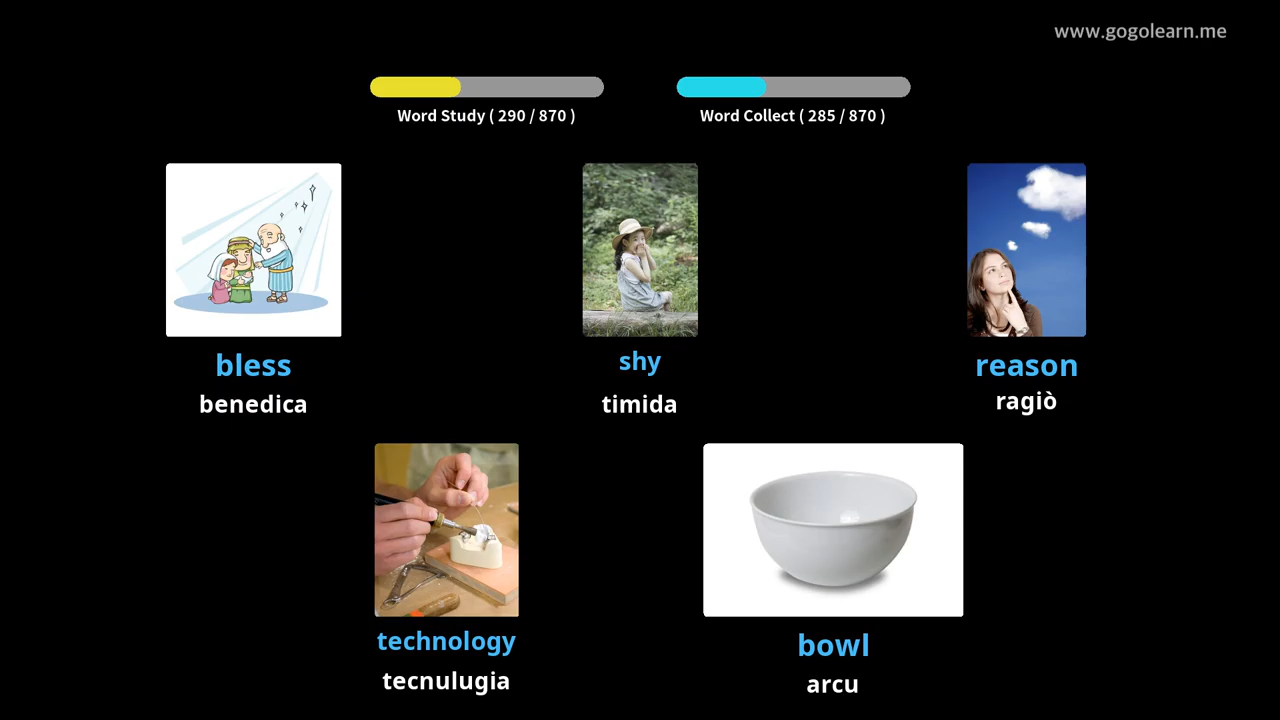 www.gogolearn.me
Word Study ( 290 / 870 )
Word Collect ( 285 / 870 )
bless
benedica
shy
timida
reason
ragiò
technology
tecnulugia
bowl
arcu